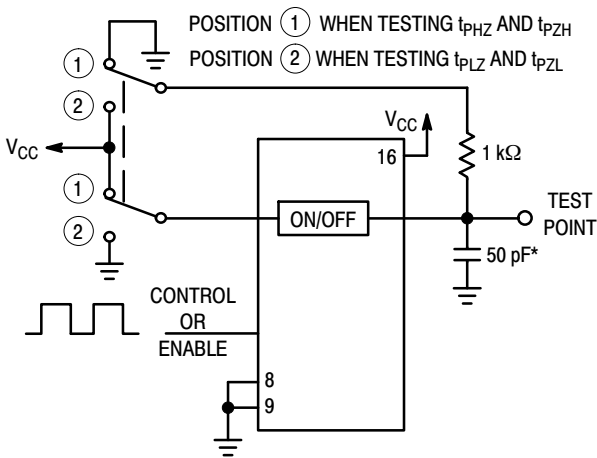 POSITION 1 WHEN TESTING tPHZ AND tPZH
POSITION 2 WHEN TESTING tPLZ AND tPZL
1
2
VCC
1
2
VCC
16
1 kΩ
ON/OFF
TEST
POINT
50 pF*
CONTROL
OR
ENABLE
8
9